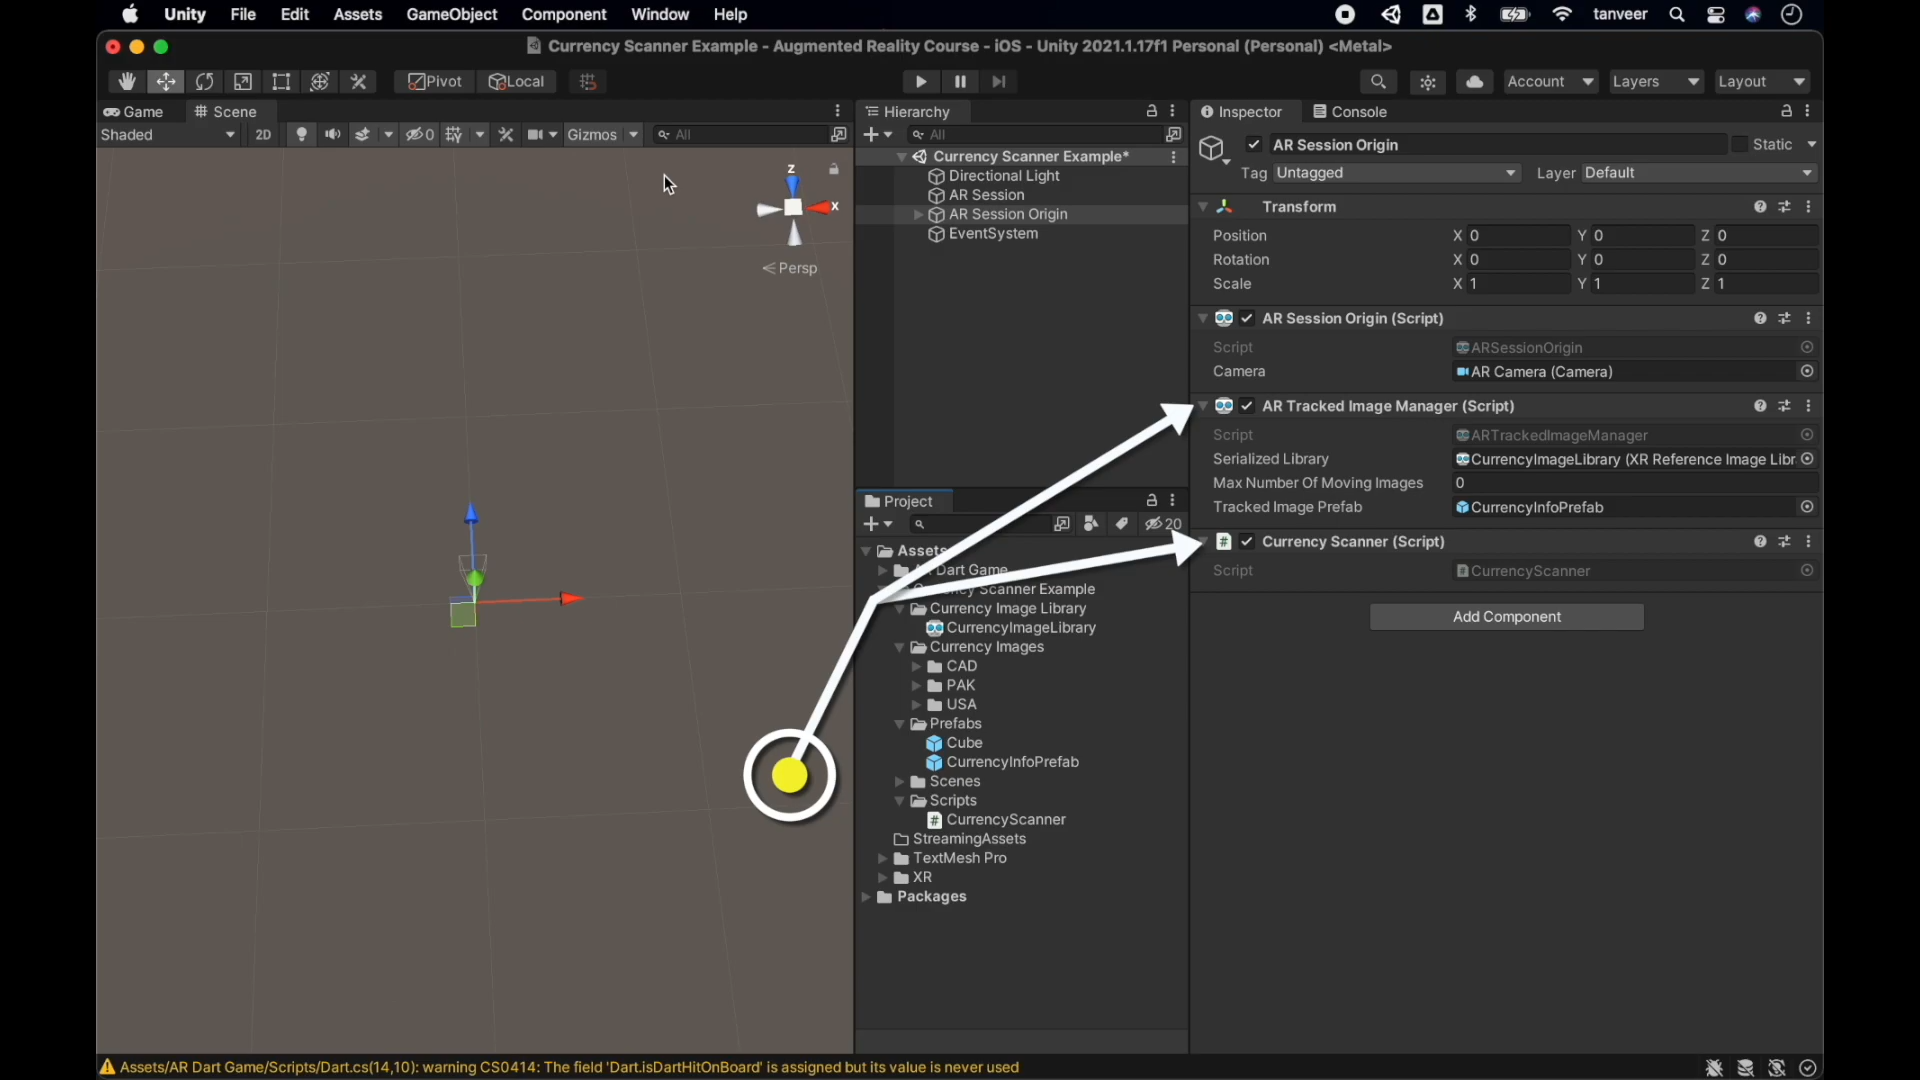 Unity File Edit Assets GameObject Component Window Help tanveer
Currency Scanner Example - Augmented Reality Course - iOS - Unity 2021.1.17f1 Personal (Personal) <Metal>
Pivot Local Account Layers Layout
Game Scene
Shaded 2D 0 Gizmos All
z
x
Persp
Hierarchy
All
Currency Scanner Example*
Directional Light
AR Session
AR Session Origin
EventSystem
Project
20
Assets
Dart Game
Scanner Example
Currency Image Library
CurrencyImageLibrary
Currency Images
CAD
PAK
USA
Prefabs
Cube
CurrencyInfoPrefab
Scenes
Scripts
CurrencyScanner
StreamingAssets
TextMesh Pro
XR
Packages
Inspector Console
AR Session Origin Static
Tag Untagged Layer Default
Transform
Position X 0 Y 0 Z 0
Rotation X 0 Y 0 Z 0
Scale X 1 Y 1 Z 1
AR Session Origin (Script)
Script ARSessionOrigin
Camera AR Camera (Camera)
AR Tracked Image Manager (Script)
Script ARTrackedImageManager
Serialized Library CurrencyImageLibrary (XR Reference Image Libr
Max Number Of Moving Images 0
Tracked Image Prefab CurrencyInfoPrefab
# Currency Scanner (Script)
Script CurrencyScanner
Add Component
Assets/AR Dart Game/Scripts/Dart.cs(14,10): warning CS0414: The field 'Dart.isDartHitOnBoard' is assigned but its value is never used